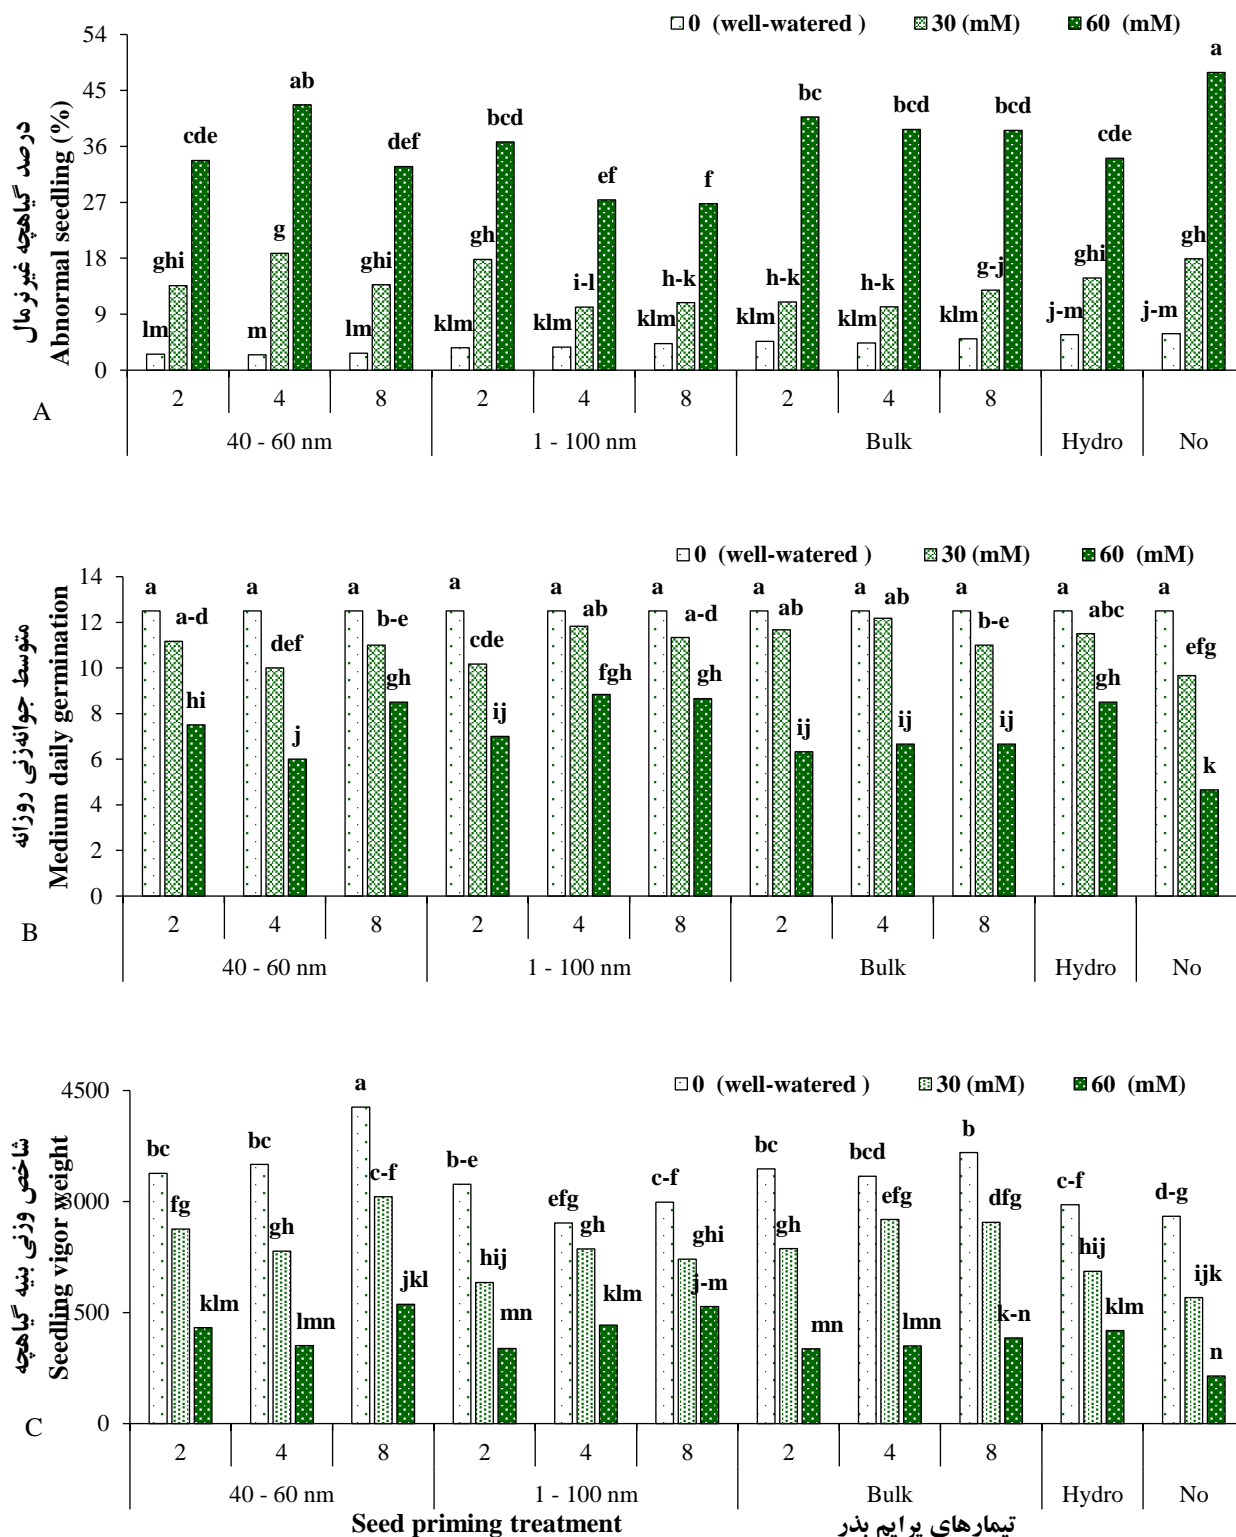 0 (well-watered ) 30 (mM) 60 (mM)
درصد گیاهچه غیرنرمال
Abnormal seedling (%)
54
45
36
27
18
9
0
lm ghi cde m g ab lm ghi def klm gh bcd klm i-l ef klm h-k f klm h-k bc klm h-k bcd klm g-j bcd j-m ghi cde j-m gh a
2 4 8 2 4 8 2 4 8
40 - 60 nm 1 - 100 nm Bulk Hydro No
A
0 (well-watered ) 30 (mM) 60 (mM)
متوسط جوانه‌زنی روزانه
Medium daily germination
14
12
10
8
6
4
2
0
a a-d hi a def j a b-e gh a cde ij a ab fgh a a-d gh a ab ij a ab ij a b-e ij a abc gh a efg k
2 4 8 2 4 8 2 4 8
40 - 60 nm 1 - 100 nm Bulk Hydro No
B
0 (well-watered ) 30 (mM) 60 (mM)
شاخص وزنی بنیه گیاهچه
Seedling vigor weight
4500
3000
1500
0
bc fg klm bc gh lmn a c-f jkl b-e hij mn efg gh klm c-f ghi j-m bc gh mn bcd efg lmn b dfg k-n c-f hij klm d-g ijk n
2 4 8 2 4 8 2 4 8
40 - 60 nm 1 - 100 nm Bulk Hydro No
C
Seed priming treatment تیمارهای پرایم بذر